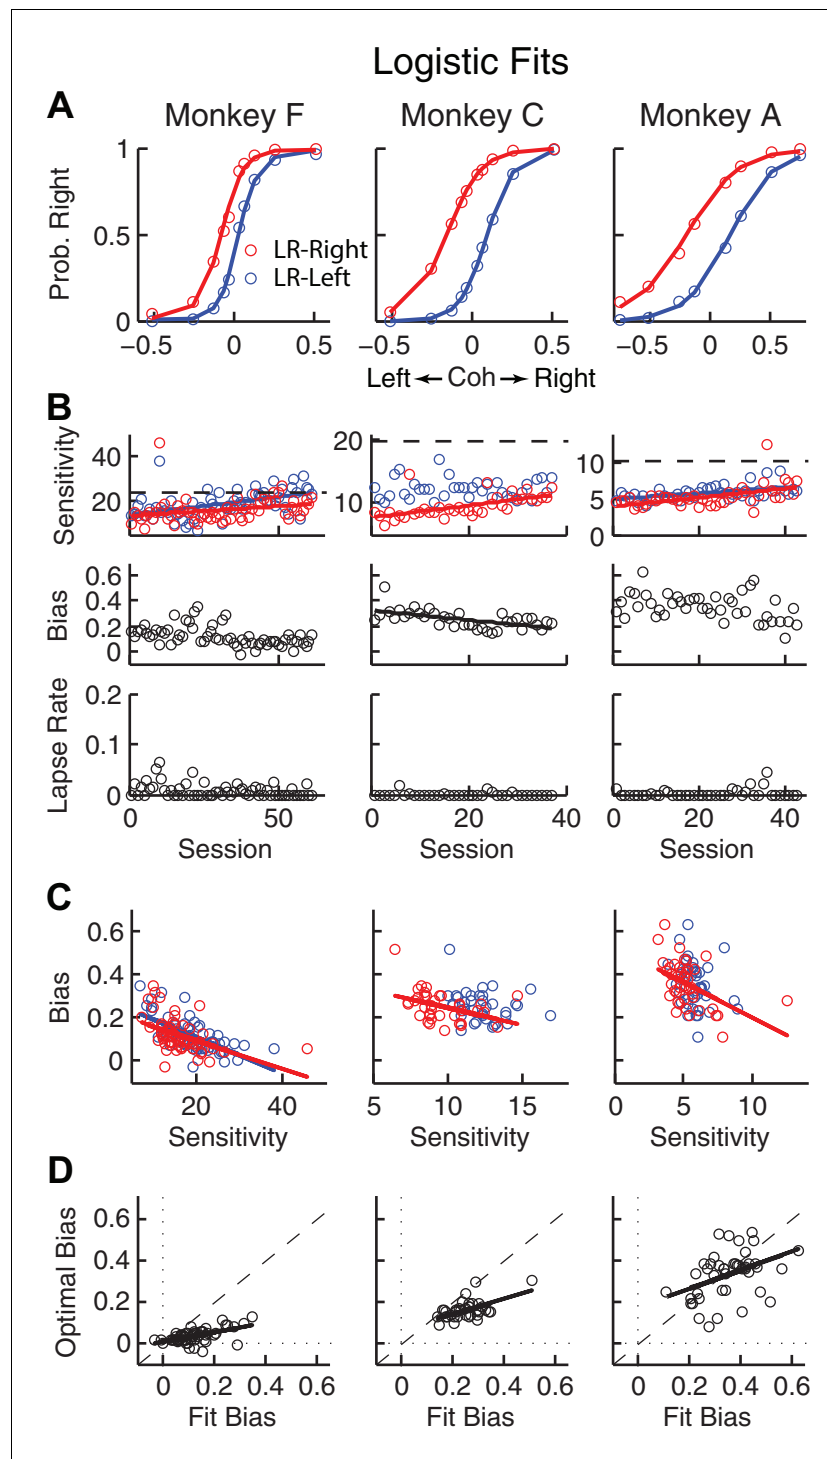 Logistic Fits
A
Monkey F Monkey C Monkey A
Prob. Right
1
0.5
0
LR-Right
LR-Left
−0.5 0 0.5 −0.5 0 0.5 −0.5 0 0.5
Left Coh Right
B
Sensitivity
40
20
20
10
10
5
0
Bias
0.6
0.4
0.2
0
Lapse Rate
0.2
0.1
0
0 50 0 20 40 0 20 40
Session Session Session
C
Bias
0.6
0.4
0.2
0
20 40 5 10 15 0 5 10
Sensitivity Sensitivity Sensitivity
D
Optimal Bias
0.6
0.4
0.2
0
0 0.2 0.4 0.6 0 0.2 0.4 0.6 0 0.2 0.4 0.6
Fit Bias Fit Bias Fit Bias